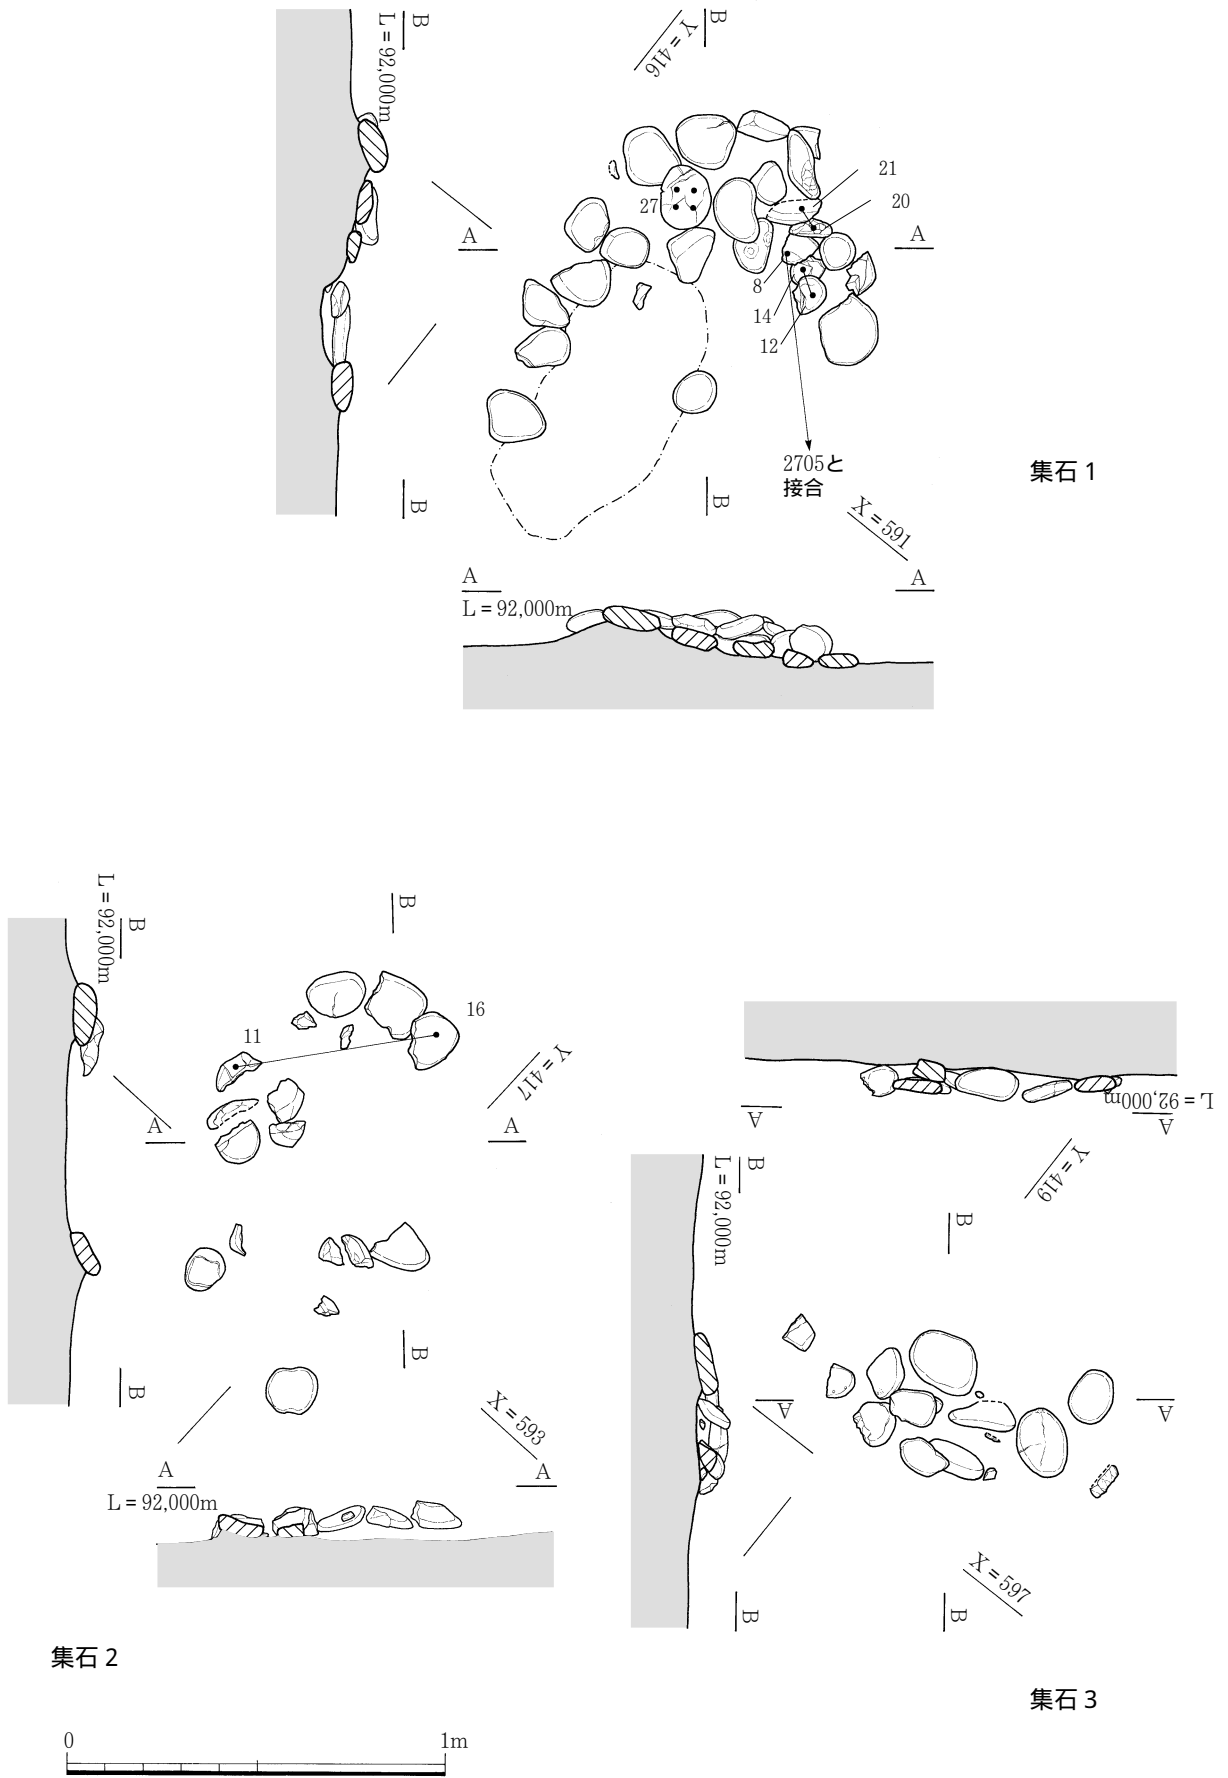 B
L = 92,000m
Y = 416
B
21
20
27
A
A
8
14
12
2705と
接合
集石 1
B
B
X = 591
A
L = 92,000m
A
L = 92,000m
B
B
16
11
Y = 417
A
A
B
B
X = 593
A
L = 92,000m
A
集石 2
A
L = 92,000m
A
Y = 419
B
L = 92,000m
B
A
A
X = 597
B
B
集石 3
0
1m